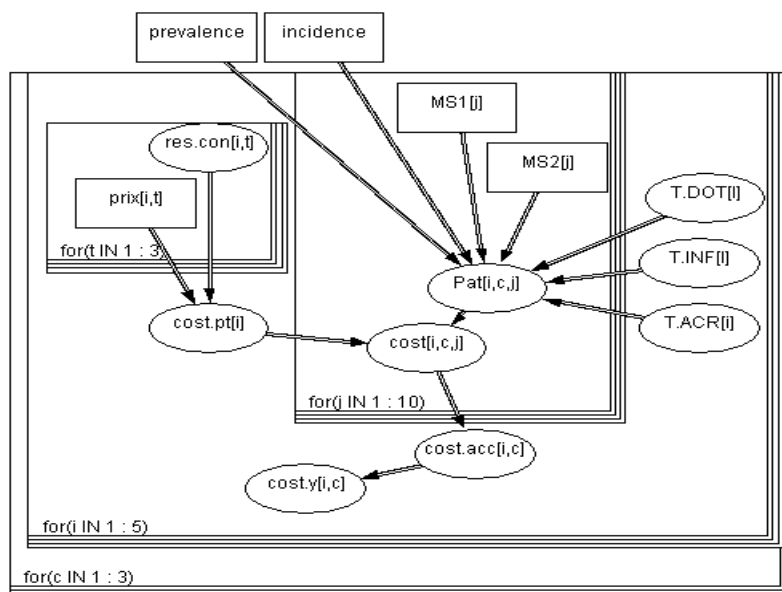 prevalence
incidence
MS1[j]
res.con[i,t]
MS2[j]
prix[i,t]
T.DOT[I]
for(t IN 1 : 3)
T.INF[I]
Pat[i,c,j]
cost.pt[i]
T.ACR[i]
cost[i,c,j]
for(j IN 1 : 10)
cost.acc[i,c]
cost.y[i,c]
for(i IN 1 : 5)
for(c IN 1 : 3)